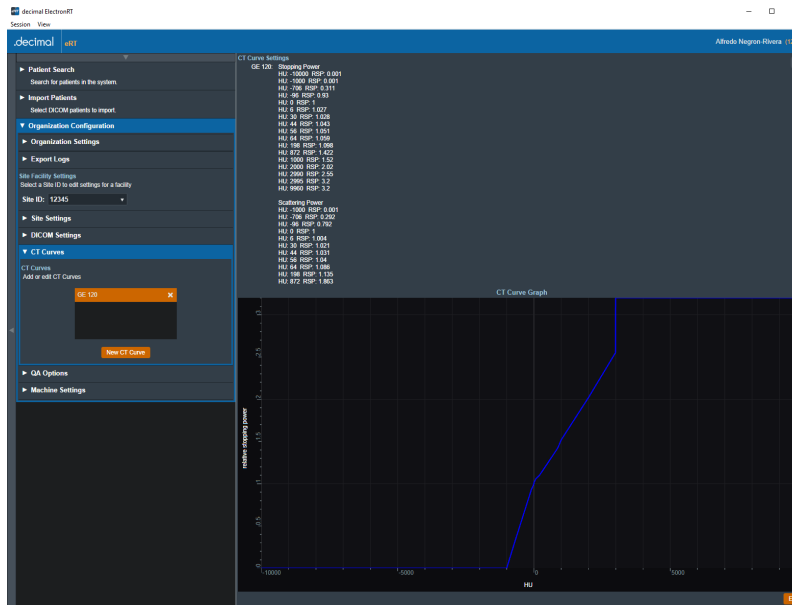 decimal ElectronRT
Session View
.decimal eRT
Alfredo Negron-Rivera
Patient Search
Search for patients in the system.
Import Patients
Select DICOM patients to import.
Organization Configuration
Organization Settings
Export Logs
Site Facility Settings
Select a Site ID to edit settings for a facility
Site ID: 12345
Site Settings
DICOM Settings
CT Curves
CT Curves
Add or edit CT Curves
GE 120
New CT Curve
QA Options
Machine Settings
CT Curve Settings
GE 120: Stopping Power
HU: -10000 RSP: 0.001
HU: -1000 RSP: 0.001
HU: -706 RSP: 0.311
HU: -96 RSP: 0.93
HU: 0 RSP: 1
HU: 6 RSP: 1.027
HU: 30 RSP: 1.028
HU: 44 RSP: 1.043
HU: 56 RSP: 1.051
HU: 64 RSP: 1.059
HU: 198 RSP: 1.098
HU: 872 RSP: 1.422
HU: 1000 RSP: 1.52
HU: 2000 RSP: 2.02
HU: 2990 RSP: 2.55
HU: 2995 RSP: 3.2
HU: 9960 RSP: 3.2
Scattering Power
HU: -1000 RSP: 0.001
HU: -706 RSP: 0.292
HU: -96 RSP: 0.792
HU: 0 RSP: 1
HU: 6 RSP: 1.004
HU: 30 RSP: 1.021
HU: 44 RSP: 1.031
HU: 56 RSP: 1.04
HU: 64 RSP: 1.086
HU: 198 RSP: 1.135
HU: 872 RSP: 1.863
CT Curve Graph
3
2.5
2
1.5
1
0.5
0
relative stopping power
-10000 -5000 0 5000
HU